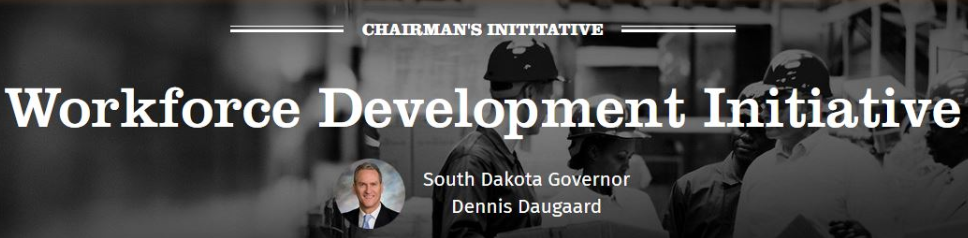 CHAIRMAN'S INITITATIVE
Workforce Development Initiative
South Dakota Governor
Dennis Daugaard